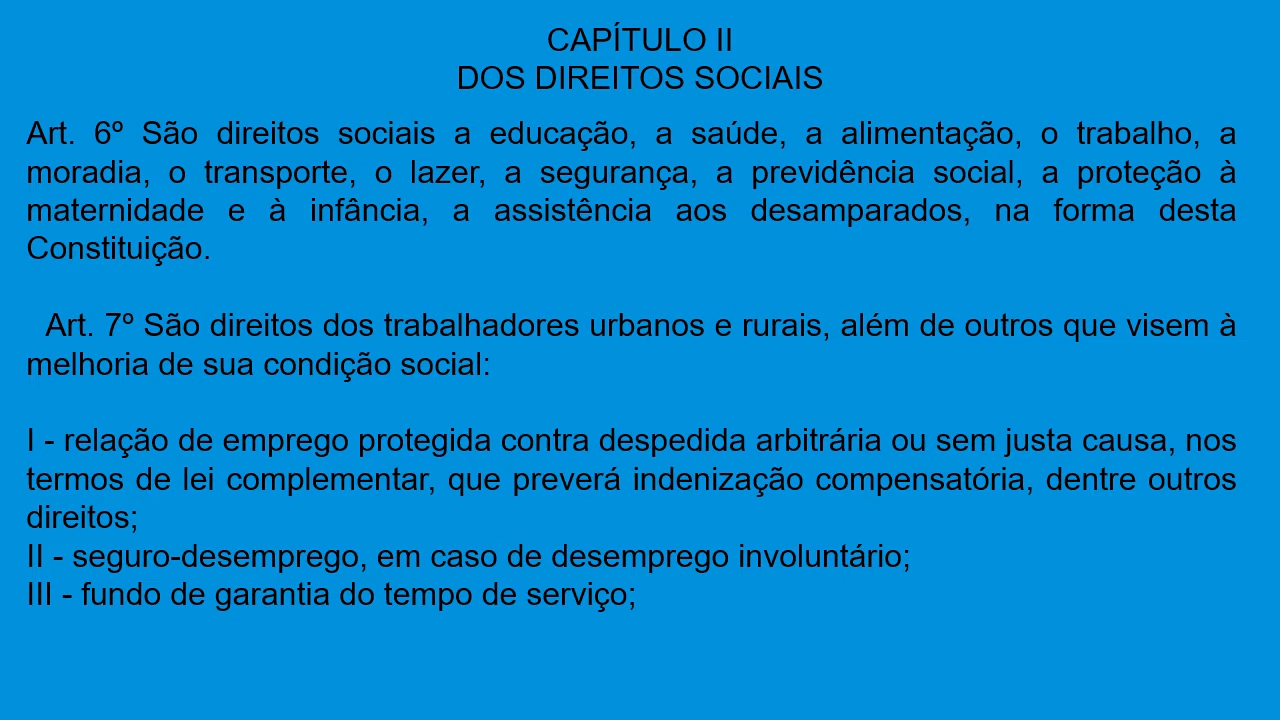 CAPÍTULO II
DOS DIREITOS SOCIAIS
Art. 6º São direitos sociais a educação, a saúde, a alimentação, o trabalho, a
moradia, o transporte, o lazer, a segurança, a previdência social, a proteção à
maternidade e à infância, a assistência aos desamparados, na forma desta
Constituição.
Art. 7º São direitos dos trabalhadores urbanos e rurais, além de outros que visem à
melhoria de sua condição social:
I - relação de emprego protegida contra despedida arbitrária ou sem justa causa, nos
termos de lei complementar, que preverá indenização compensatória, dentre outros
direitos;
II - seguro-desemprego, em caso de desemprego involuntário;
III - fundo de garantia do tempo de serviço;